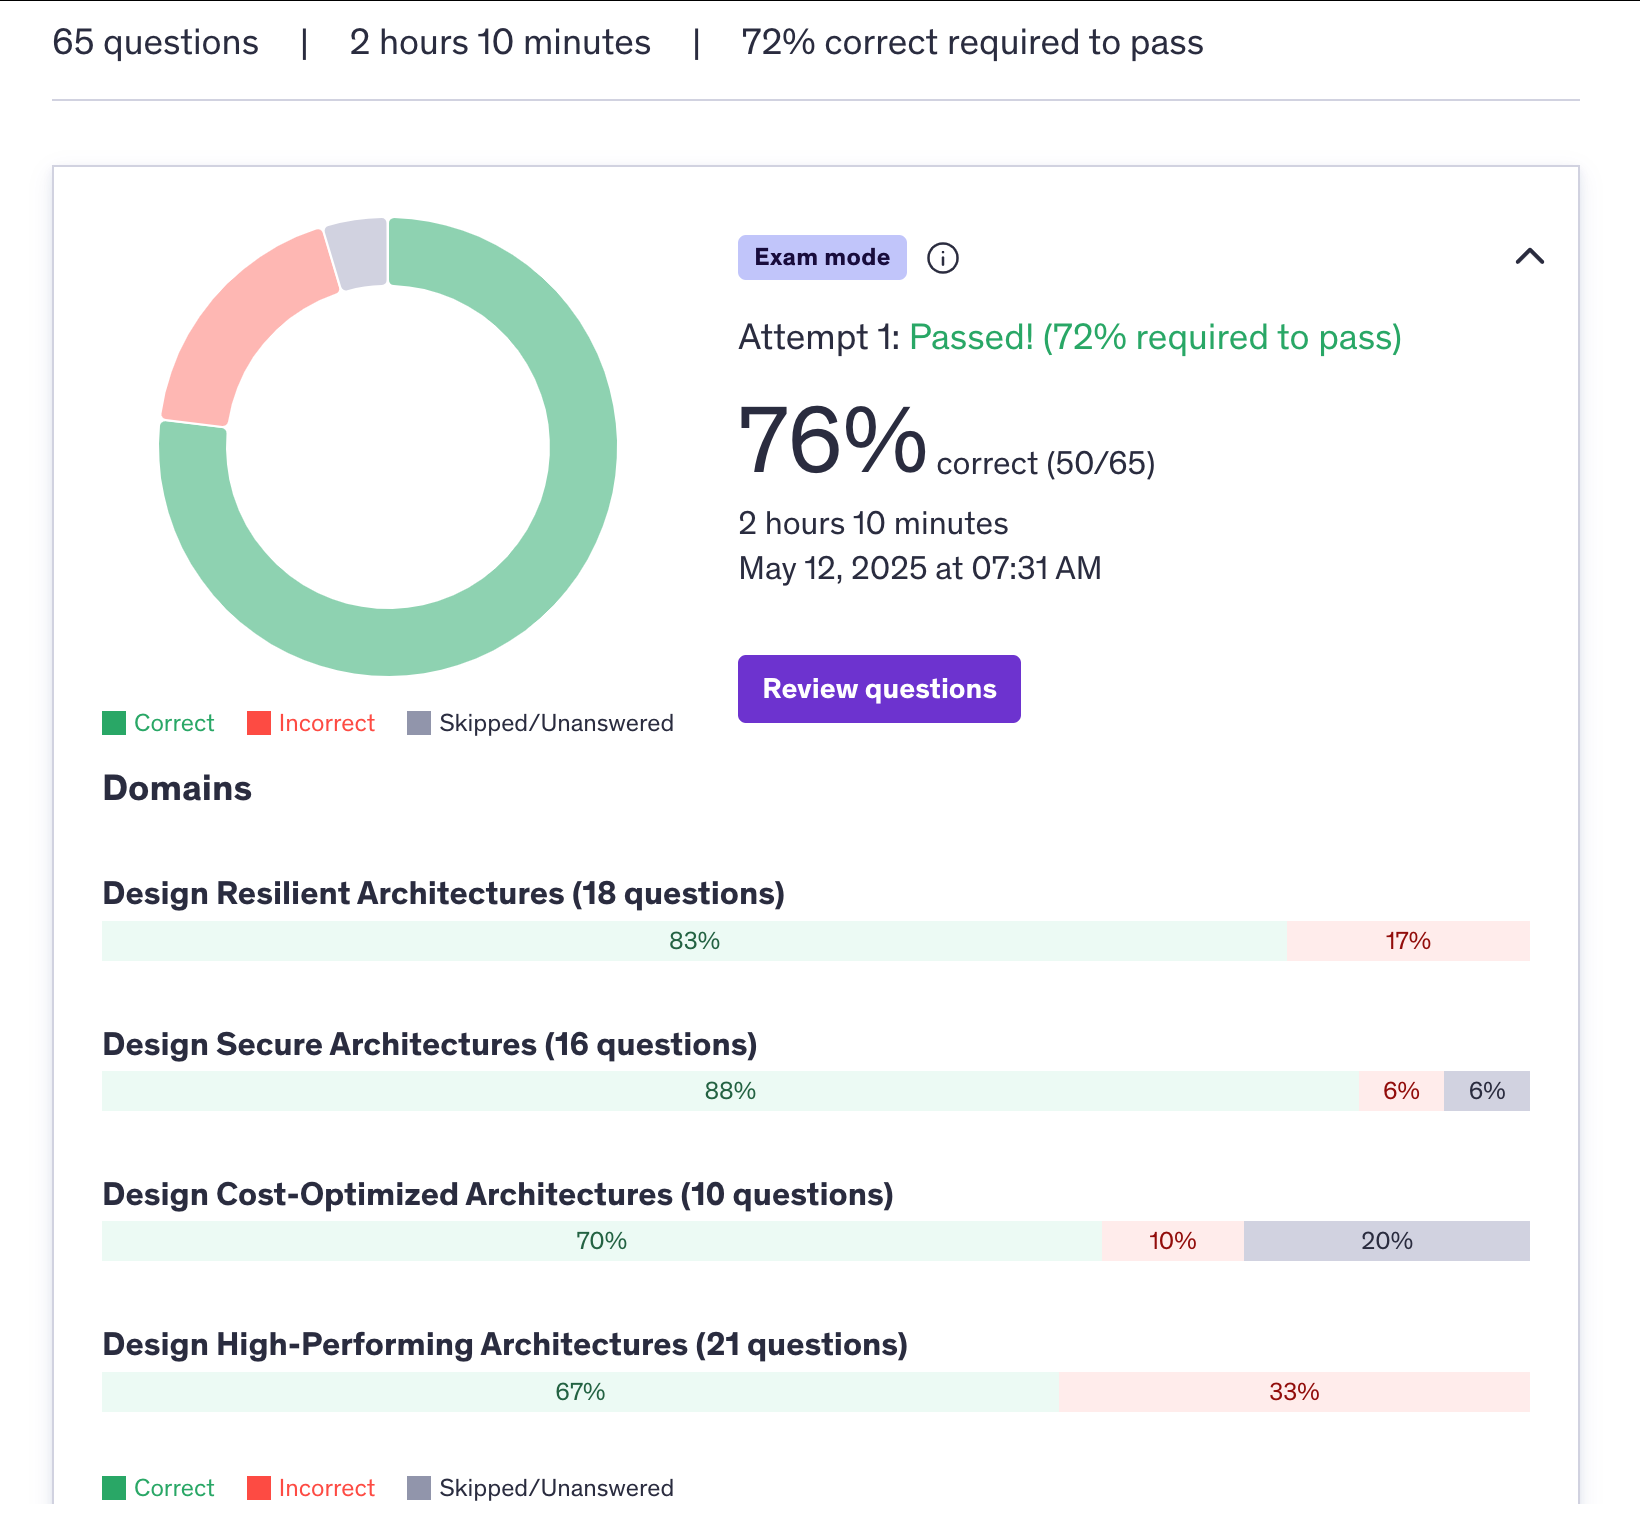 65 questions | 2 hours 10 minutes | 72% correct required to pass
Exam mode
Attempt 1: Passed! (72% required to pass)
76% correct (50/65)
2 hours 10 minutes
May 12, 2025 at 07:31 AM
Review questions
Correct Incorrect Skipped/Unanswered
Domains
Design Resilient Architectures (18 questions)
83% 17%
Design Secure Architectures (16 questions)
88% 6% 6%
Design Cost-Optimized Architectures (10 questions)
70% 10% 20%
Design High-Performing Architectures (21 questions)
67% 33%
Correct Incorrect Skipped/Unanswered